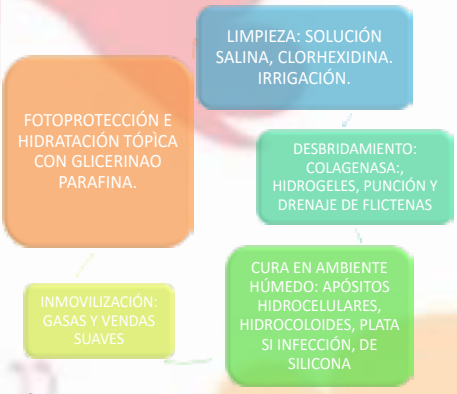 LIMPIEZA: SOLUCIÓN
SALINA, CLORHEXIDINA.
IRRIGACIÓN.
DESBRIDAMIENTO:
COLAGENASA:,
HIDROGELES, PUNCIÓN Y
DRENAJE DE FLICTENAS
CURA EN AMBIENTE
HÚMEDO: APÓSITOS
HIDROCELULARES,
HIDROCOLOIDES, PLATA
SI INFECCIÓN, DE
SILICONA
INMOVILIZACIÓN:
GASAS Y VENDAS
SUAVES
FOTOPROTECCIÓN E
HIDRATACIÓN TÓPÌCA
CON GLICERINAO
PARAFINA.